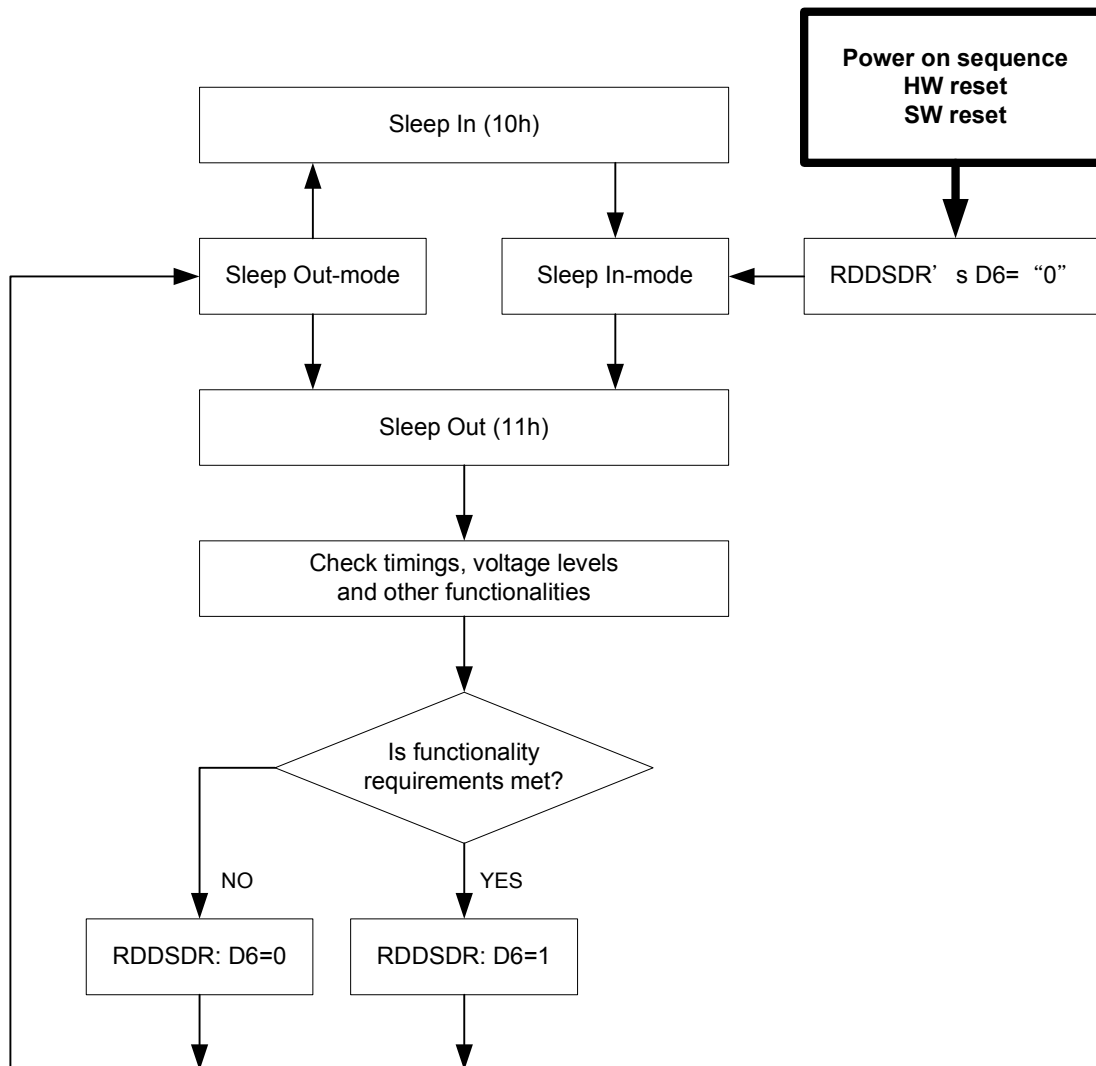 Power on sequence
HW reset
SW reset
Sleep In (10h)
Sleep Out-mode
Sleep In-mode
RDDSDR’ s D6= “0”
Sleep Out (11h)
Check timings, voltage levels
and other functionalities
Is functionality
requirements met?
NO
YES
RDDSDR: D6=0
RDDSDR: D6=1